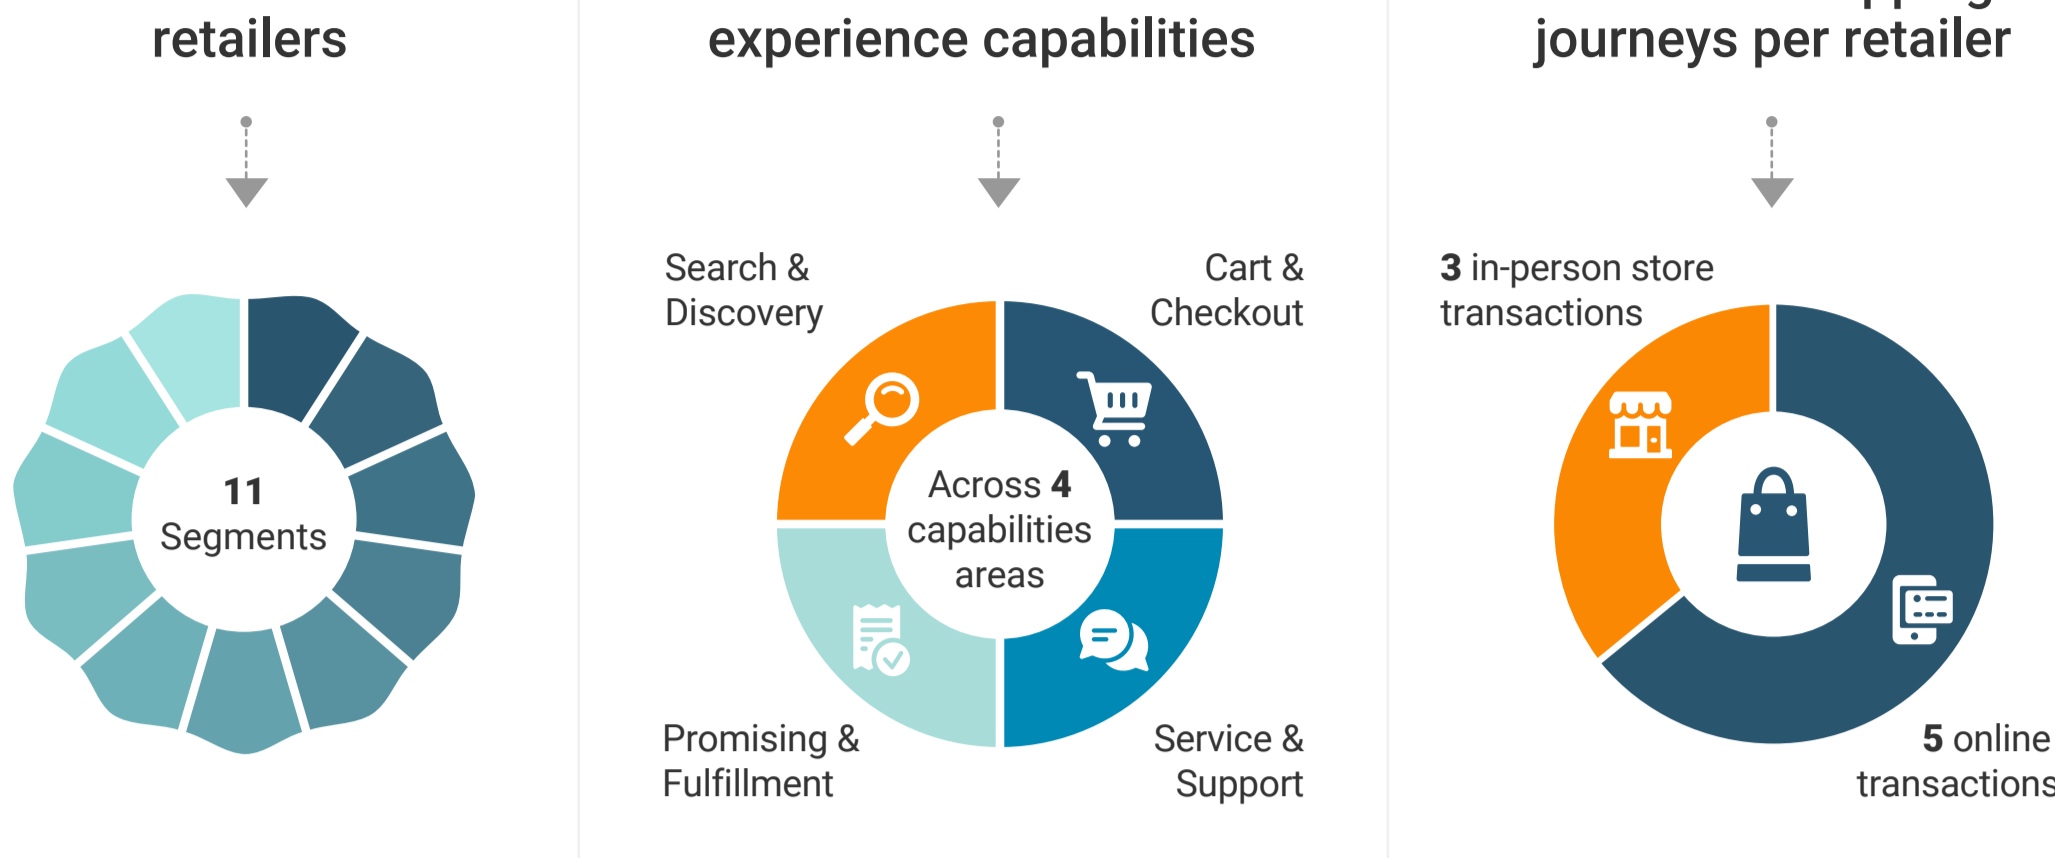 retailers
11
Segments
experience capabilities
Search &
Discovery
Cart &
Checkout
Across 4
capabilities
areas
Promising &
Fulfillment
Service &
Support
journeys per retailer
3 in-person store
transactions
5 online
transactions